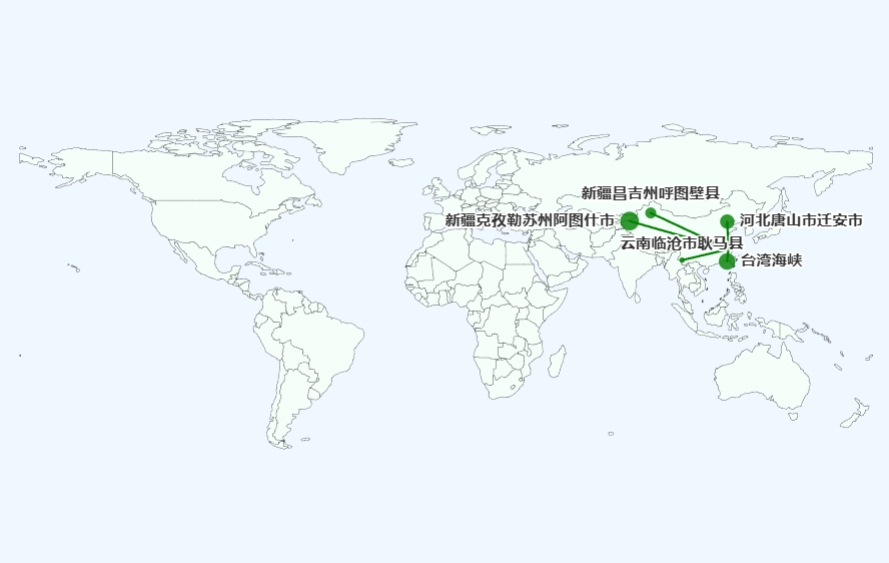 新疆昌吉州呼图壁县
新疆克孜勒苏州阿图什市
河北唐山市迁安市
云南临沧市耿马县
台湾海峡